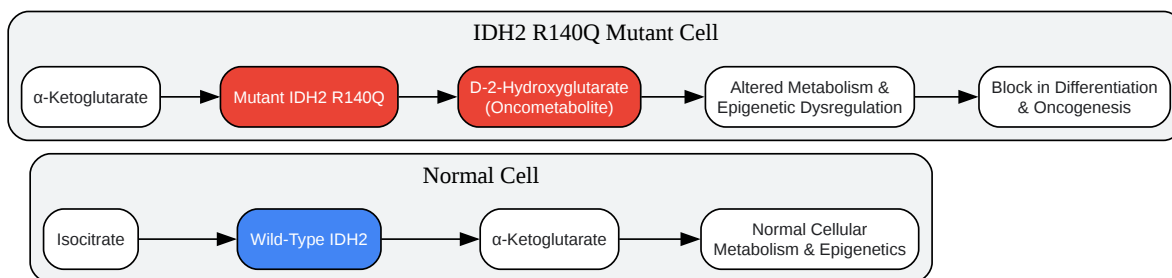 IDH2 R140Q Mutant Cell
α-Ketoglutarate
Mutant IDH2 R140Q
D-2-Hydroxyglutarate
(Oncometabolite)
Altered Metabolism &
Epigenetic Dysregulation
Block in Differentiation
& Oncogenesis
Normal Cell
Isocitrate
Wild-Type IDH2
α-Ketoglutarate
Normal Cellular
Metabolism & Epigenetics